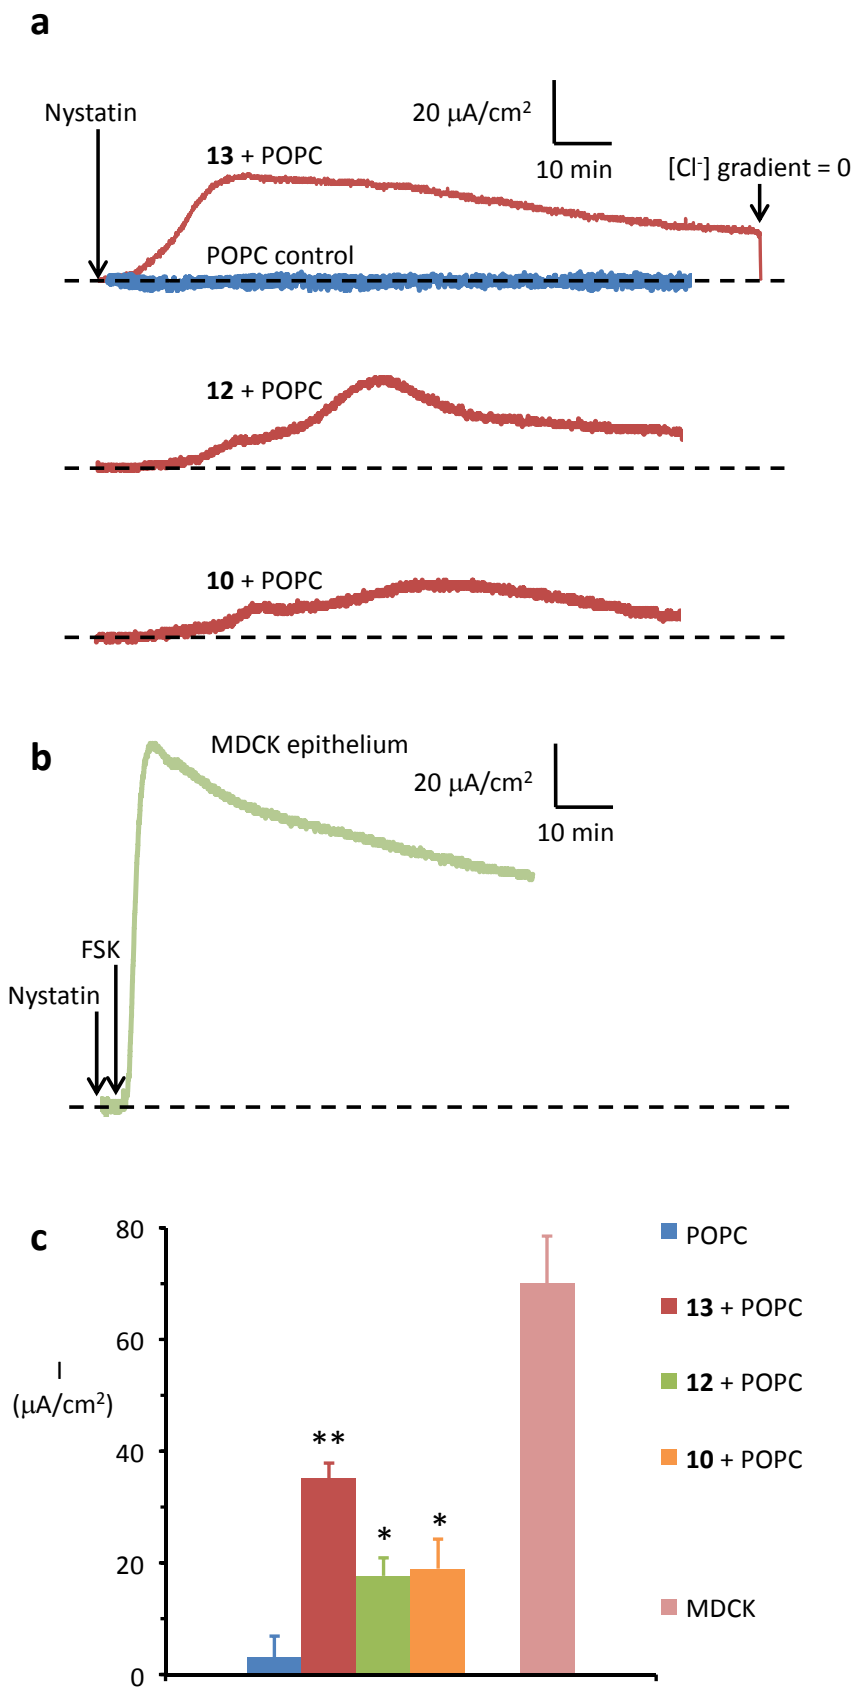 a
Nystatin
20 μA/cm²
13 + POPC
10 min
[Cl⁻] gradient = 0
POPC control
12 + POPC
10 + POPC
b
MDCK epithelium
20 μA/cm²
10 min
FSK
Nystatin
c
80
60
40
20
0
I
(μA/cm²)
**
*
*
POPC
13 + POPC
12 + POPC
10 + POPC
MDCK